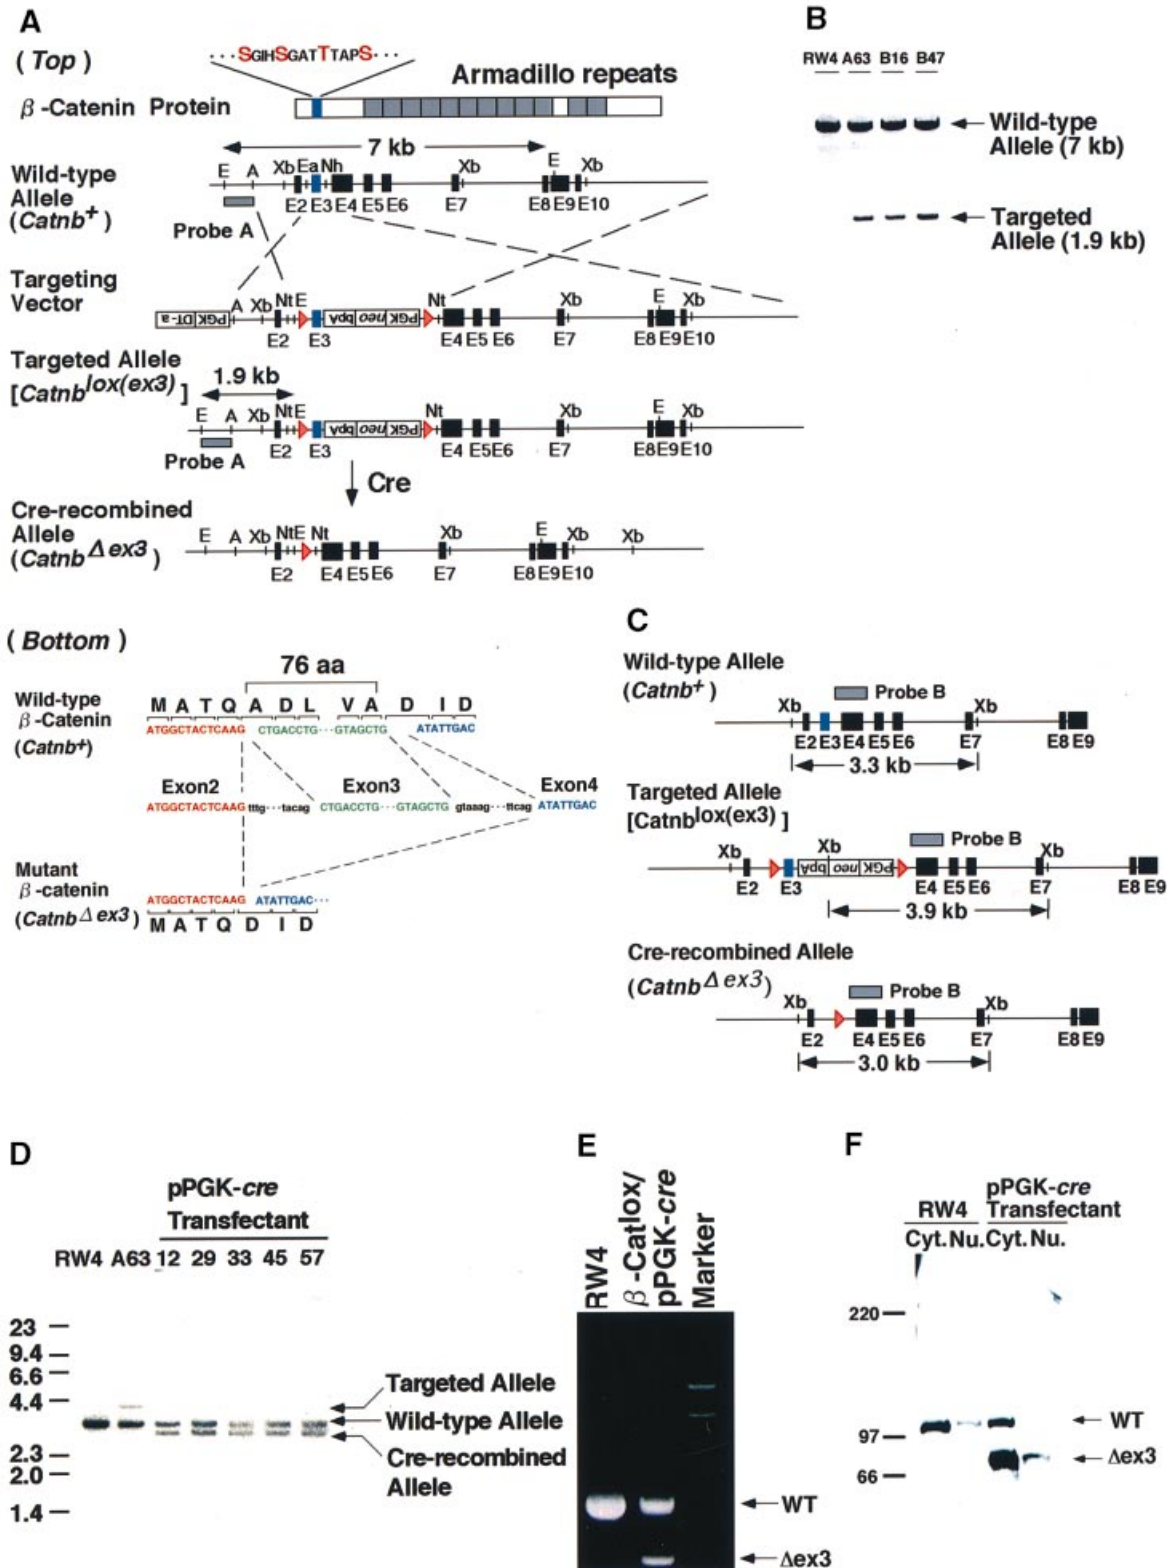 A
( Top )
··· SGIHSGATTTAPS ···
Armadillo repeats
β-Catenin Protein
7 kb
E A Xb Ea Nh Xb E Xb
Wild-type
Allele
(Catnb+)
E2 E3 E4 E5 E6 E7 E8 E9 E10
Probe A
Targeting
Vector
A Xb Nt E Nt Xb E Xb
PGK DT-a bpA neo PGK
E2 E3 E4 E5 E6 E7 E8 E9 E10
Targeted Allele
[Catnb lox(ex3)]
1.9 kb
E A Xb Nt E Nt Xb E Xb
bpA neo PGK
Probe A
E2 E3 E4 E5 E6 E7 E8 E9 E10
Cre
Cre-recombined
Allele
(Catnb Δex3)
E A Xb Nt E Nt Xb E Xb Xb
E2 E4 E5 E6 E7 E8 E9 E10
( Bottom )
76 aa
Wild-type
β-Catenin
(Catnb+)
M A T Q A D L V A D I D
ATGGCTACTCAAG CTGACCTG···GTAGCTG ATATTGAC
Exon2 Exon3 Exon4
ATGGCTACTCAAG tttg···tacag CTGACCTG···GTAGCTG gtaaag···ttcag ATATTGAC
Mutant
β-catenin
(Catnb Δex3)
ATGGCTACTCAAG ATATTGAC···
M A T Q D I D
B
RW4 A63 B16 B47
Wild-type
Allele (7 kb)
Targeted
Allele (1.9 kb)
C
Wild-type Allele
(Catnb+)
Probe B
Xb Xb
E2 E3 E4 E5 E6 E7 E8 E9
3.3 kb
Targeted Allele
[Catnb lox(ex3)]
Probe B
Xb Xb Xb
bpA neo PGK
E2 E3 E4 E5 E6 E7 E8 E9
3.9 kb
Cre-recombined Allele
(Catnb Δex3)
Probe B
Xb Xb
E2 E4 E5 E6 E7 E8 E9
3.0 kb
D
pPGK-cre
Transfectant
RW4 A63 12 29 33 45 57
23
9.4
6.6
4.4
2.3
2.0
1.4
Targeted Allele
Wild-type Allele
Cre-recombined
Allele
E
RW4
β-Catlox/
pPGK-cre
Marker
WT
Δex3
F
pPGK-cre
RW4 Transfectant
Cyt. Nu. Cyt. Nu.
220
97
66
WT
Δex3